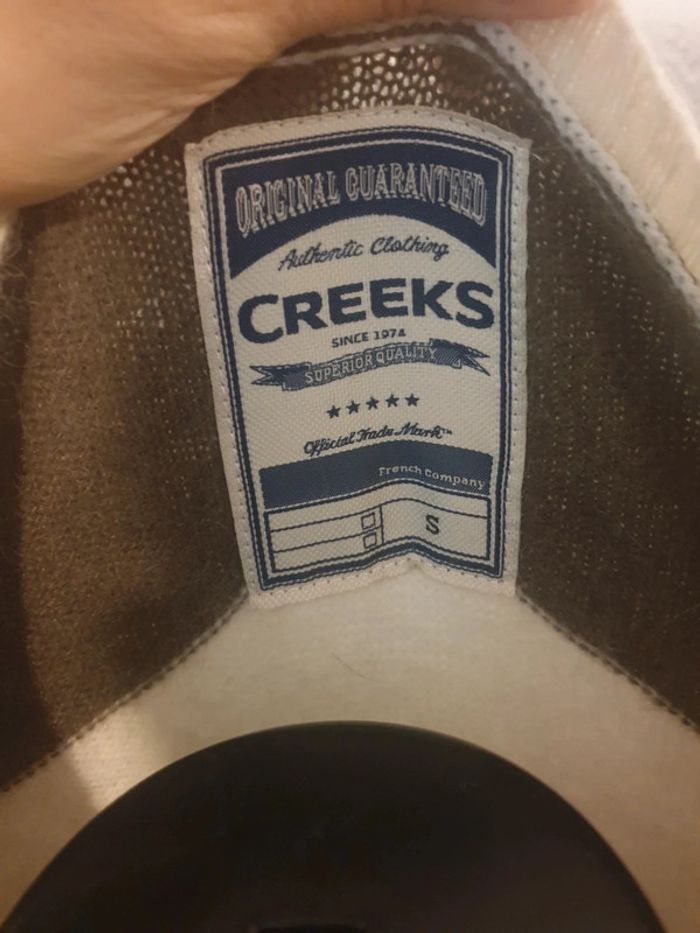 ORIGINAL GUARANTEED
Authentic Clothing
CREEKS
SINCE 1974
SUPERIOR QUALITY
Official Trade Mark™
French company
S